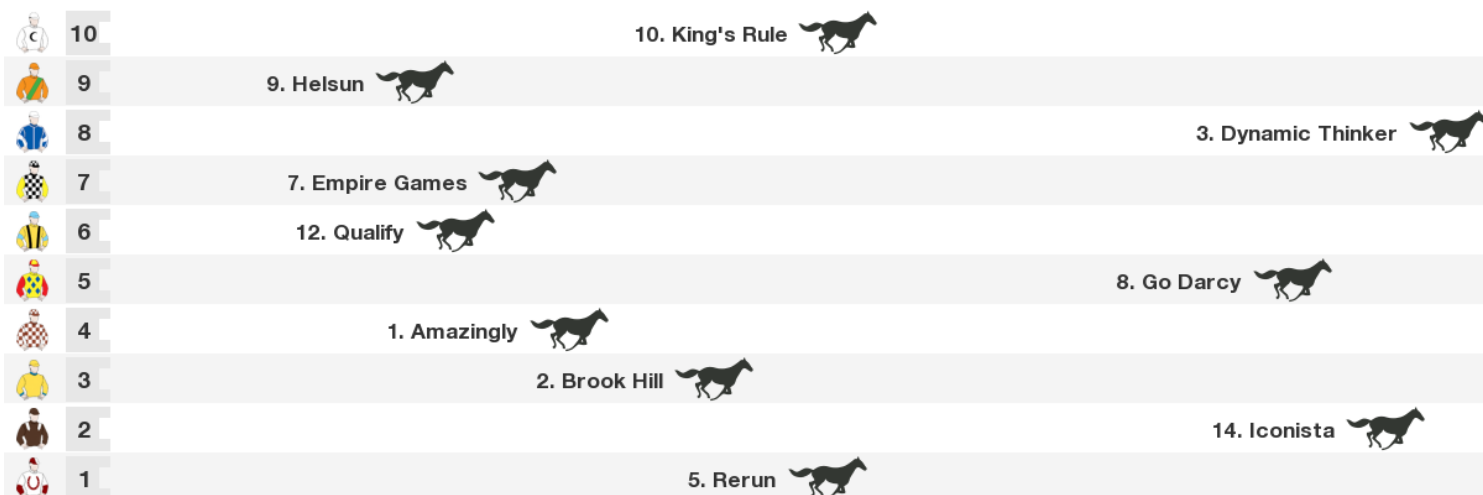 10 10. King's Rule
9 9. Helsun
8 3. Dynamic Thinker
7 7. Empire Games
6 12. Qualify
5 8. Go Darcy
4 1. Amazingly
3 2. Brook Hill
2 14. Iconista
1 5. Rerun